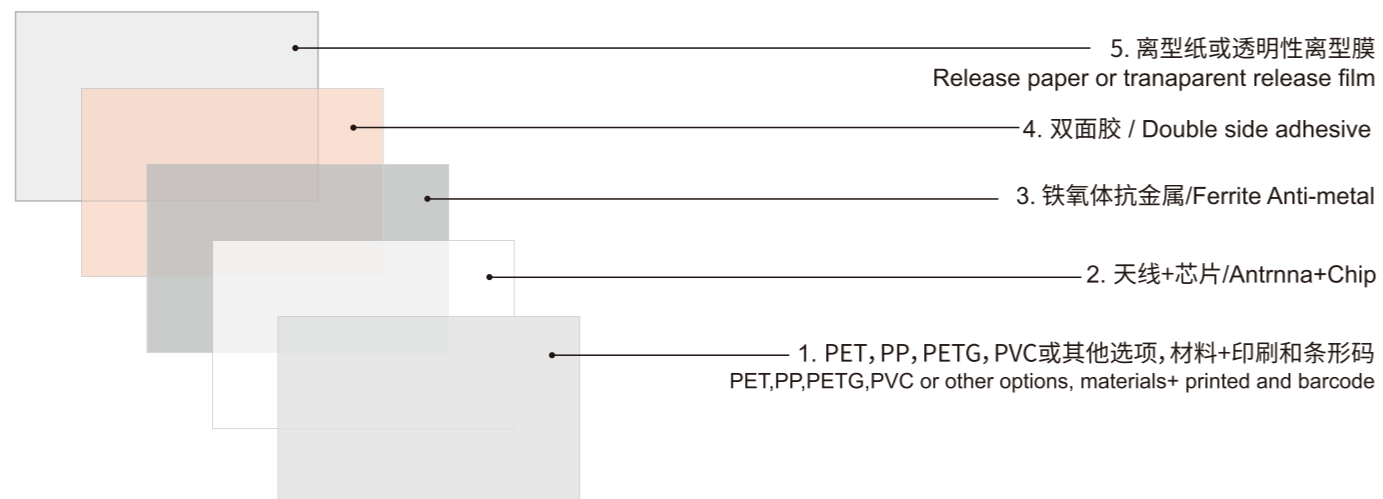 5. 离型纸或透明性离型膜
Release paper or tranaparent release film
4. 双面胶 / Double side adhesive
3. 铁氧体抗金属/Ferrite Anti-metal
2. 天线+芯片/Antrnna+Chip
1. PET，PP，PETG，PVC或其他选项，材料+印刷和条形码
PET,PP,PETG,PVC or other options, materials+ printed and barcode